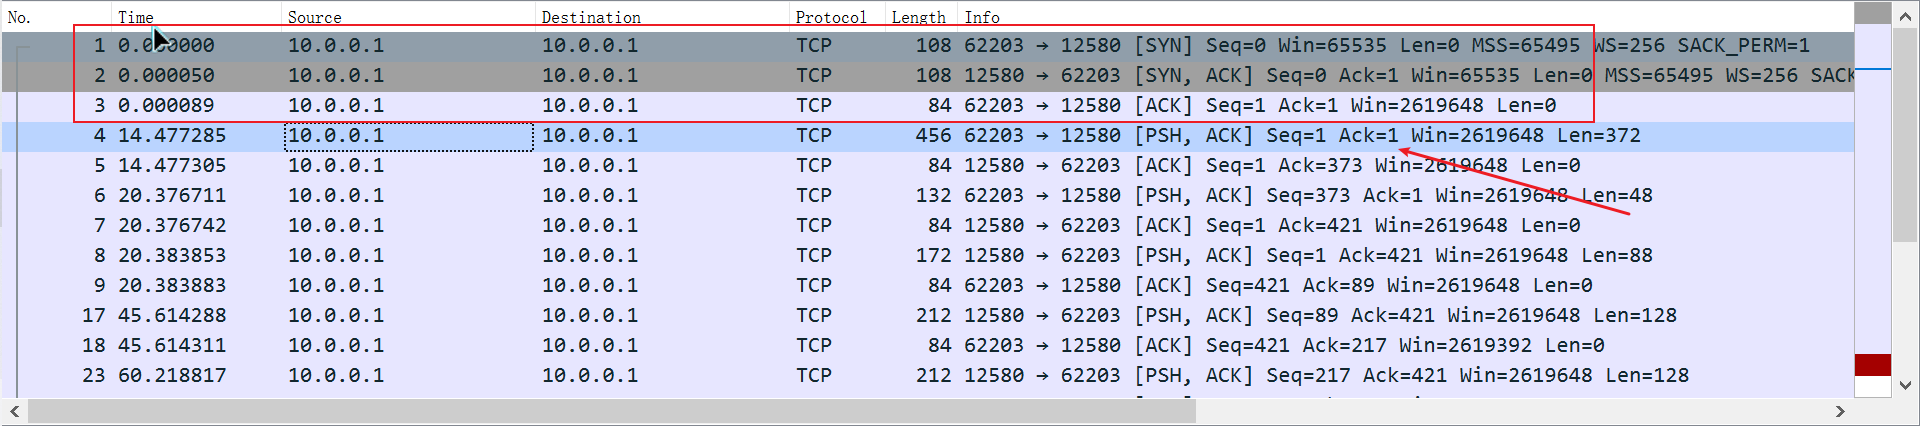 No. Time Source Destination Protocol Length Info
1 0.000000 10.0.0.1 10.0.0.1 TCP 108 62203 → 12580 [SYN] Seq=0 Win=65535 Len=0 MSS=65495 WS=256 SACK_PERM=1
2 0.000050 10.0.0.1 10.0.0.1 TCP 108 12580 → 62203 [SYN, ACK] Seq=0 Ack=1 Win=65535 Len=0 MSS=65495 WS=256 SACK
3 0.000089 10.0.0.1 10.0.0.1 TCP 84 62203 → 12580 [ACK] Seq=1 Ack=1 Win=2619648 Len=0
4 14.477285 10.0.0.1 10.0.0.1 TCP 456 62203 → 12580 [PSH, ACK] Seq=1 Ack=1 Win=2619648 Len=372
5 14.477305 10.0.0.1 10.0.0.1 TCP 84 12580 → 62203 [ACK] Seq=1 Ack=373 Win=2619648 Len=0
6 20.376711 10.0.0.1 10.0.0.1 TCP 132 62203 → 12580 [PSH, ACK] Seq=373 Ack=1 Win=2619648 Len=48
7 20.376742 10.0.0.1 10.0.0.1 TCP 84 12580 → 62203 [ACK] Seq=1 Ack=421 Win=2619648 Len=0
8 20.383853 10.0.0.1 10.0.0.1 TCP 172 12580 → 62203 [PSH, ACK] Seq=1 Ack=421 Win=2619648 Len=88
9 20.383883 10.0.0.1 10.0.0.1 TCP 84 62203 → 12580 [ACK] Seq=421 Ack=89 Win=2619648 Len=0
17 45.614288 10.0.0.1 10.0.0.1 TCP 212 12580 → 62203 [PSH, ACK] Seq=89 Ack=421 Win=2619648 Len=128
18 45.614311 10.0.0.1 10.0.0.1 TCP 84 62203 → 12580 [ACK] Seq=421 Ack=217 Win=2619392 Len=0
23 60.218817 10.0.0.1 10.0.0.1 TCP 212 12580 → 62203 [PSH, ACK] Seq=217 Ack=421 Win=2619648 Len=128